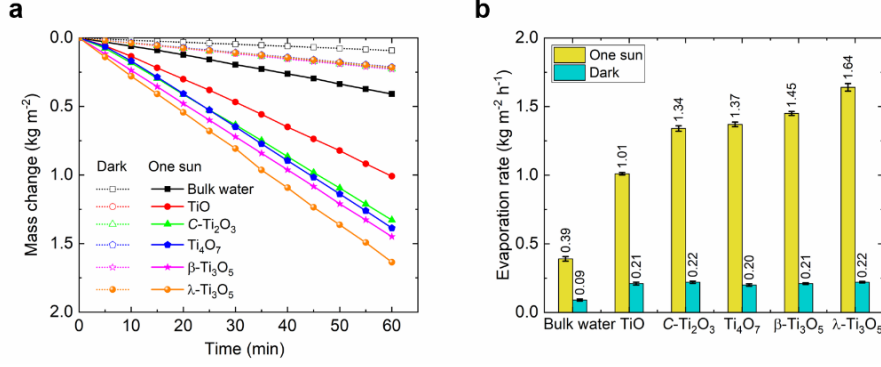 a
0.0
0.5
1.0
1.5
2.0
Mass change (kg m⁻²)
0 10 20 30 40 50 60
Time (min)
Dark One sun
Bulk water
TiO
C-Ti₂O₃
Ti₄O₇
β-Ti₃O₅
λ-Ti₃O₅
b
Evaporation rate (kg m⁻² h⁻¹)
2.0
1.5
1.0
0.5
0.0
One sun
Dark
0.39
0.09
1.01
0.21
1.34
0.22
1.37
0.20
1.45
0.21
1.64
0.22
Bulk water TiO C-Ti₂O₃ Ti₄O₇ β-Ti₃O₅ λ-Ti₃O₅